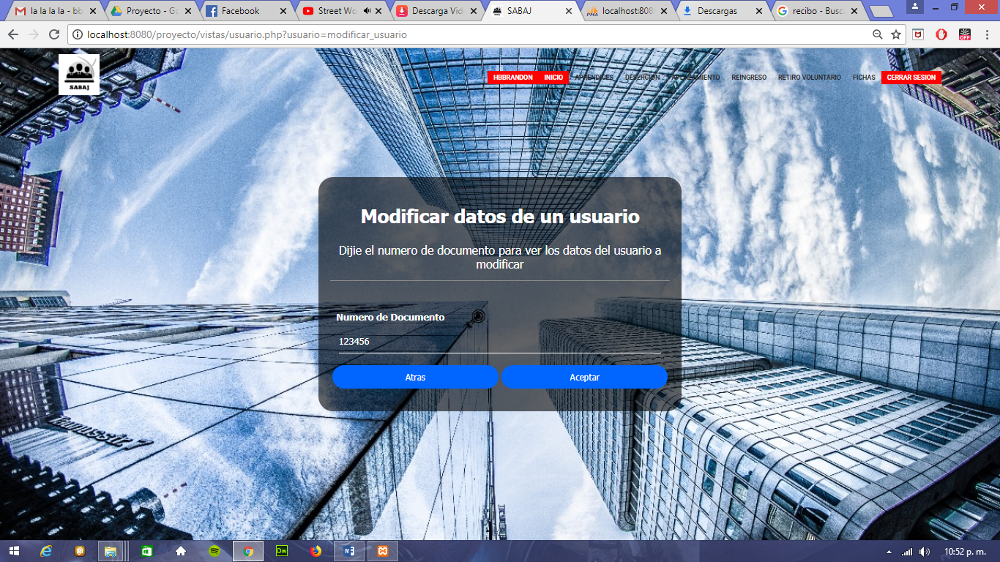 la la la la - bb
Proyecto - Go
Facebook
Street Wo
Descarga Vid
SABAJ
localhost:808
Descargas
recibo - Busc
localhost:8080/proyecto/vistas/usuario.php?usuario=modificar_usuario
OFF
SABAJ
HBBRANDON INICIO APRENDICES DESERCION APLAZAMIENTO REINGRESO RETIRO VOLUNTARIO FICHAS CERRAR SESION
Modificar datos de un usuario
Dijie el numero de documento para ver los datos del usuario a
modificar
Numero de Documento
123456
Atras Aceptar
10:52 p. m.